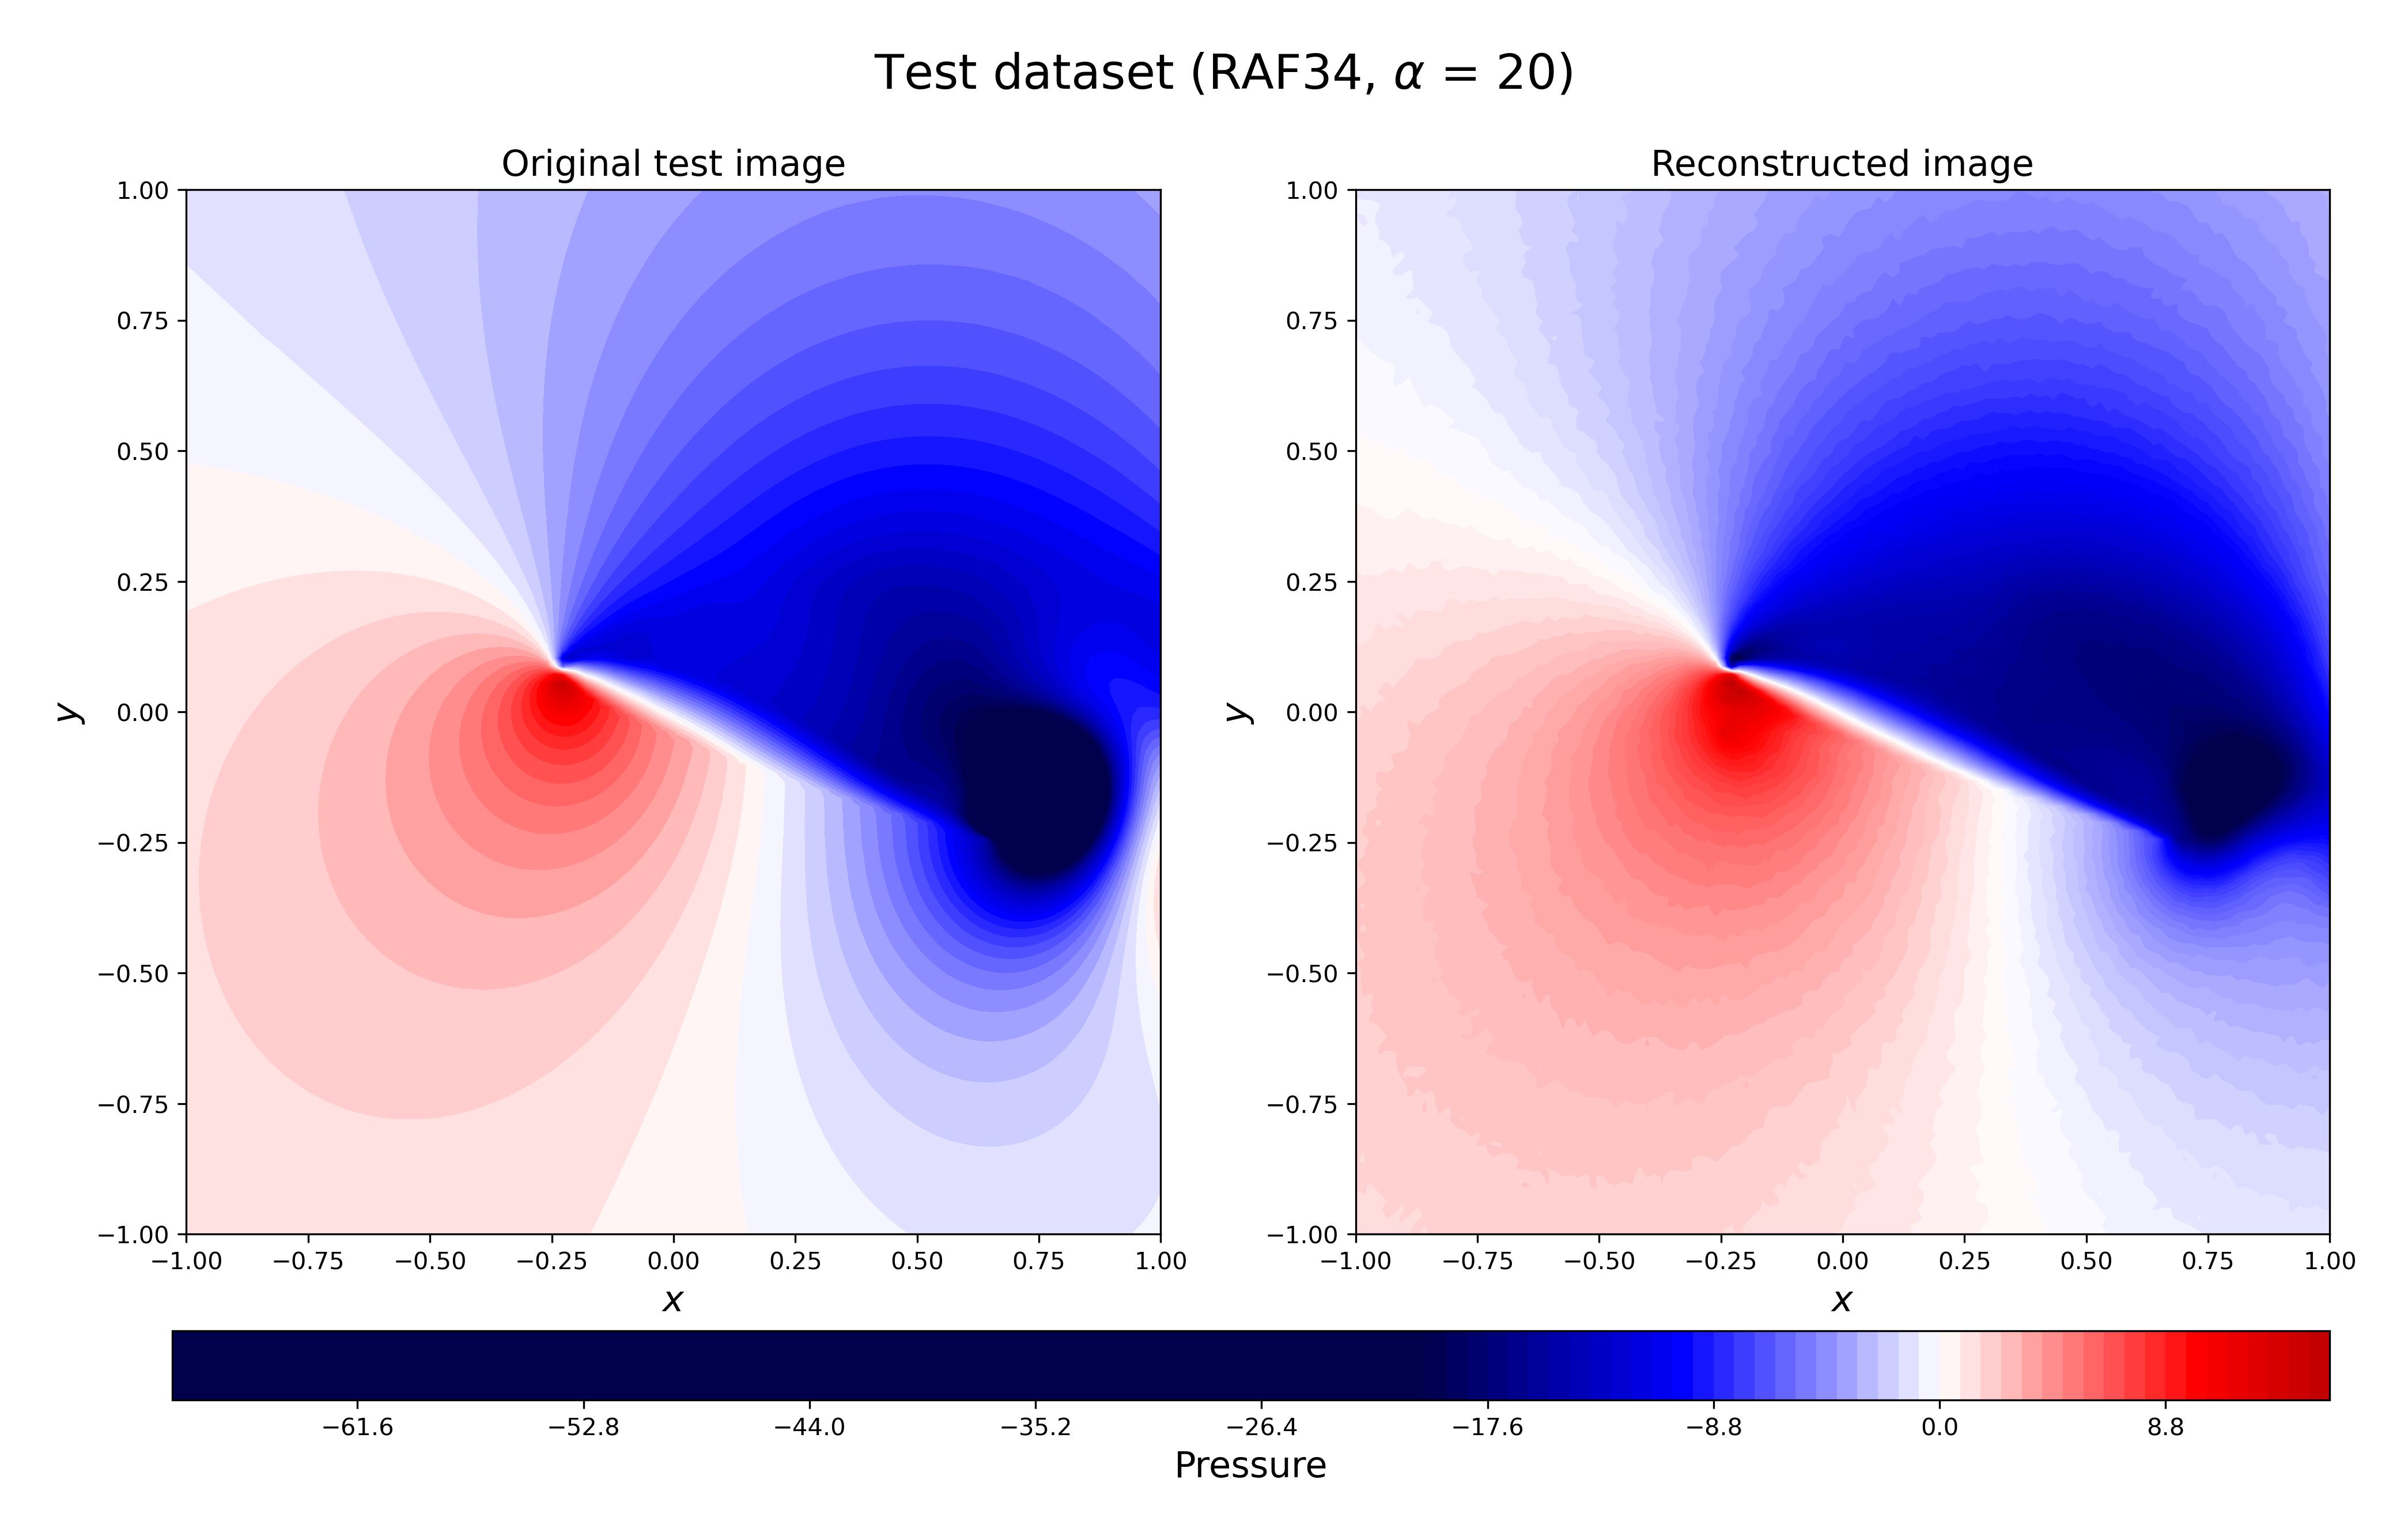 Test dataset (RAF34, α = 20)
Original test image
Reconstructed image
1.00
0.75
0.50
0.25
0.00
−0.25
−0.50
−0.75
−1.00
y
−1.00 −0.75 −0.50 −0.25 0.00 0.25 0.50 0.75 1.00
x
1.00
0.75
0.50
0.25
0.00
−0.25
−0.50
−0.75
−1.00
y
−1.00 −0.75 −0.50 −0.25 0.00 0.25 0.50 0.75 1.00
x
−61.6 −52.8 −44.0 −35.2 −26.4 −17.6 −8.8 0.0 8.8
Pressure